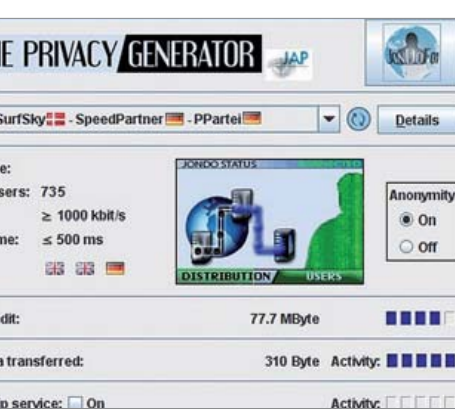 E PRIVACY GENERATOR JAP
SurfSky - SpeedPartner - PPartei
Details
e:
sers: 735
≥ 1000 kbit/s
me: ≤ 500 ms
JONDO STATUS
DISTRIBUTION USERS
Anonymity
On
Off
dit: 77.7 MByte
a transferred: 310 Byte Activity:
p service: On Activity: